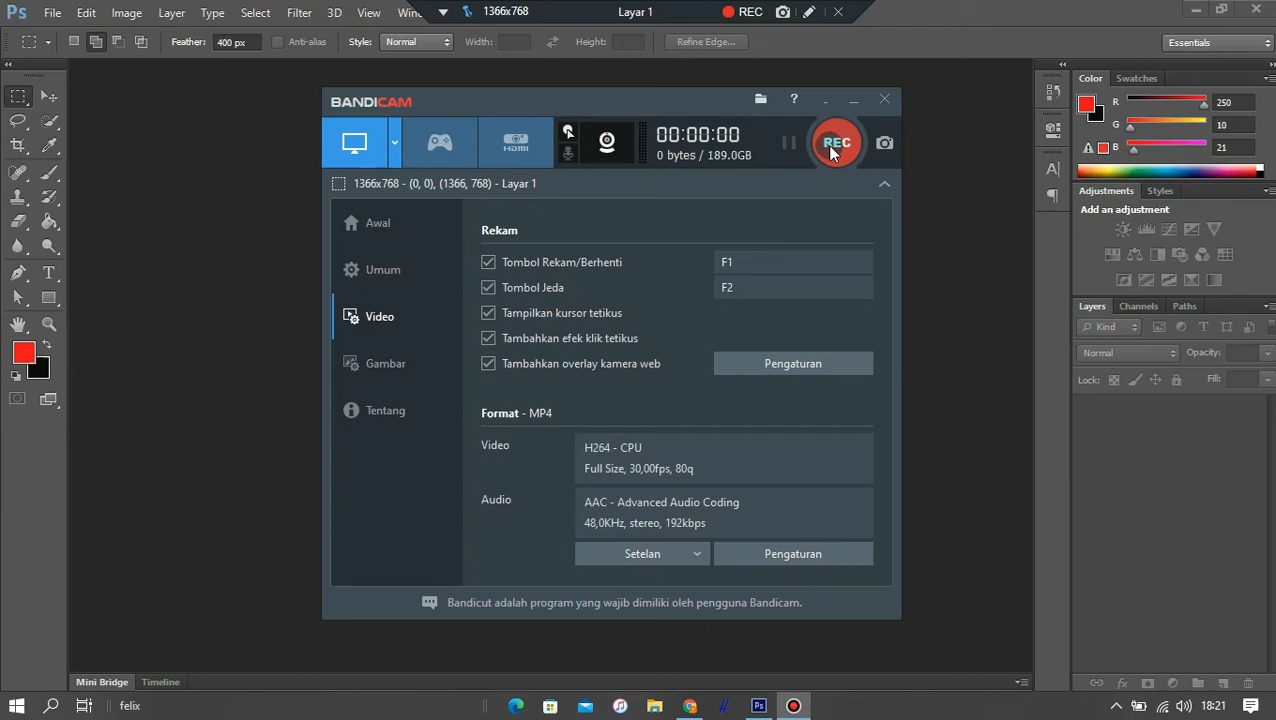 Ps File Edit Image Layer Type Select Filter 3D View Win
1366x768 Layar 1 REC
Feather: 400 px Anti-alias Style: Normal Width: Height: Refine Edge... Essentials
Color Swatches
R 250
G 10
B 21
Adjustments Styles
Add an adjustment
Layers Channels Paths
Kind
Normal Opacity:
Lock: Fill:
BANDICAM ?
HDMI 00:00:00 REC
0 bytes / 189.0GB
1366x768 - (0, 0), (1366, 768) - Layar 1
Awal
Umum
Video
Gambar
Tentang
Rekam
Tombol Rekam/Berhenti F1
Tombol Jeda F2
Tampilkan kursor tetikus
Tambahkan efek klik tetikus
Tambahkan overlay kamera web Pengaturan
Format - MP4
Video H264 - CPU
Full Size, 30,00fps, 80q
Audio AAC - Advanced Audio Coding
48,0KHz, stereo, 192kbps
Setelan Pengaturan
Bandicut adalah program yang wajib dimiliki oleh pengguna Bandicam.
Mini Bridge Timeline
felix Ps 18:21